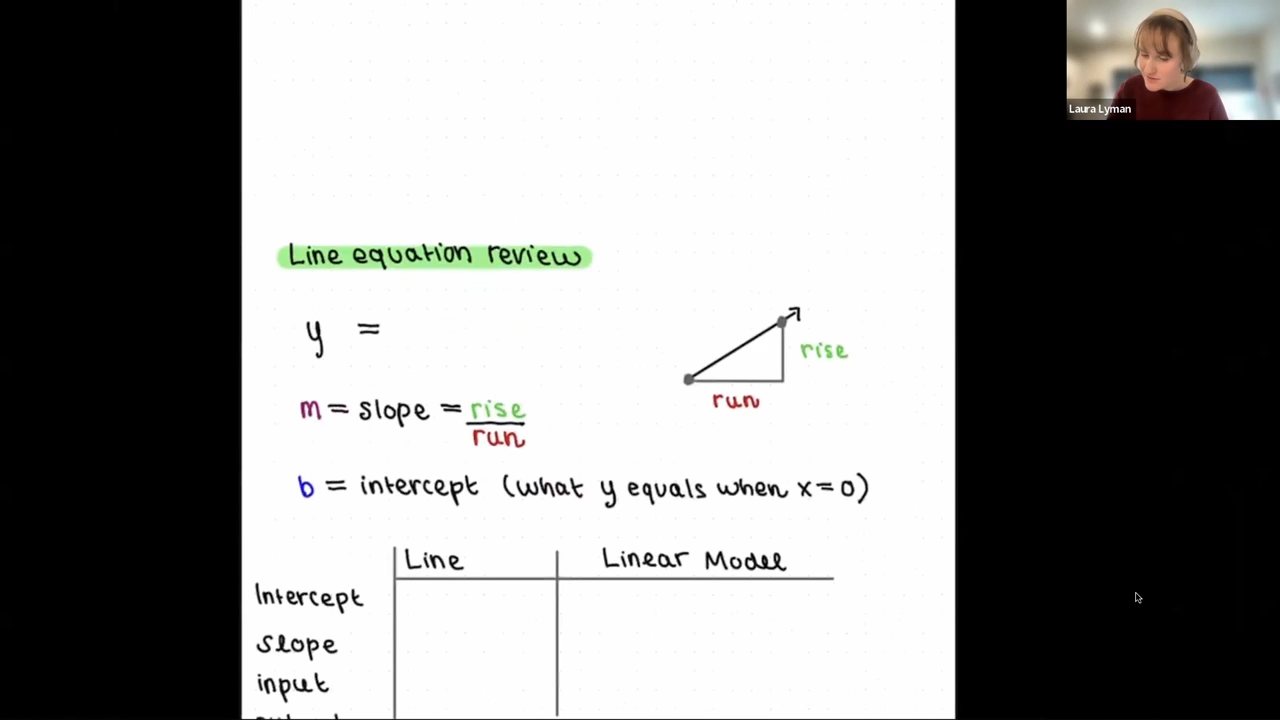 Laura Lyman
Line equation review
y =
rise
run
m = slope = rise
run
b = intercept (what y equals when x=0)
Line Linear Model
Intercept
slope
input
output